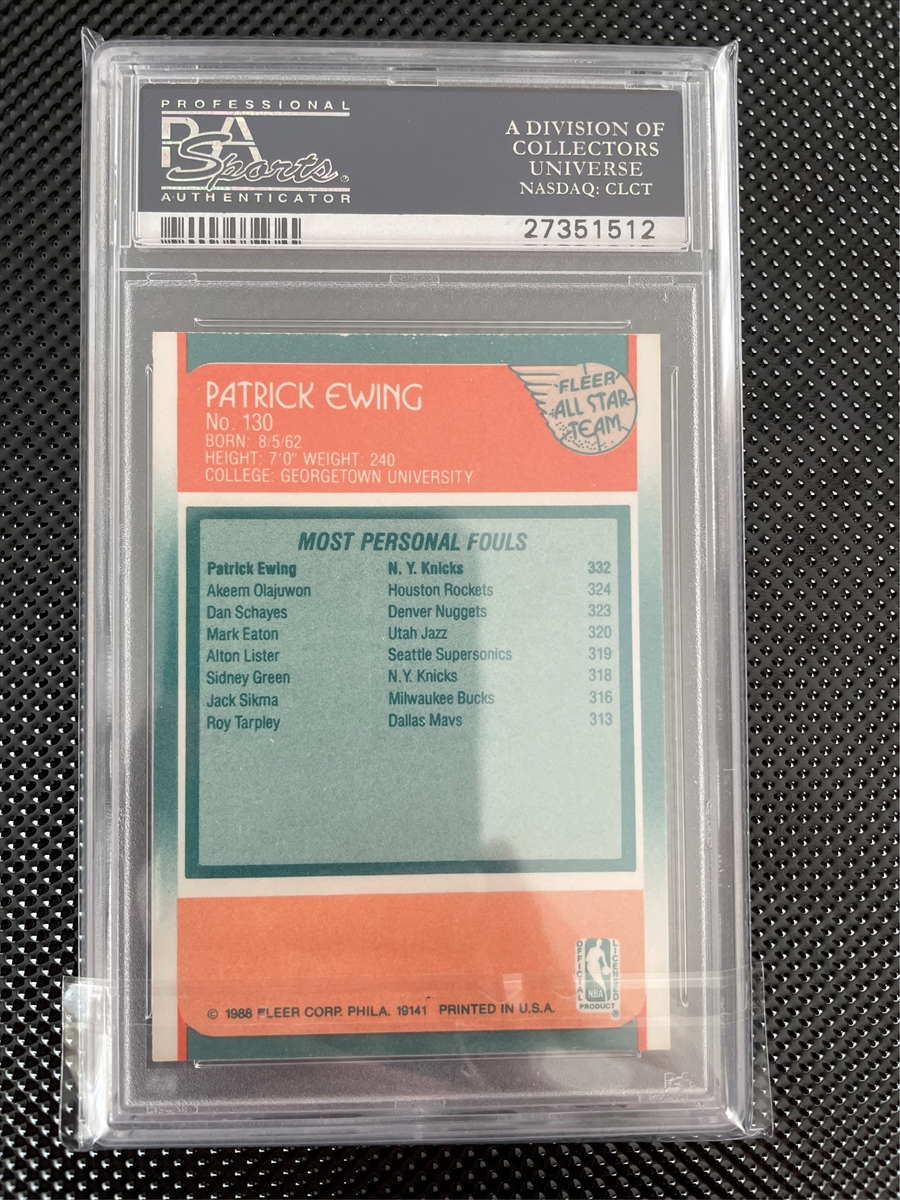 PROFESSIONAL
PSA
Sports
AUTHENTICATOR
A DIVISION OF
COLLECTORS
UNIVERSE
NASDAQ: CLCT
27351512
PATRICK EWING
No. 130
BORN: 8/5/62
HEIGHT: 7'0" WEIGHT: 240
COLLEGE: GEORGETOWN UNIVERSITY
FLEER
ALL STAR
TEAM
MOST PERSONAL FOULS
Patrick Ewing N. Y. Knicks 332
Akeem Olajuwon Houston Rockets 324
Dan Schayes Denver Nuggets 323
Mark Eaton Utah Jazz 320
Alton Lister Seattle Supersonics 319
Sidney Green N.Y. Knicks 318
Jack Sikma Milwaukee Bucks 316
Roy Tarpley Dallas Mavs 313
OFFICIAL LICENSED
NBA
PRODUCT ®
© 1988 FLEER CORP. PHILA. 19141 PRINTED IN U.S.A.
PSA